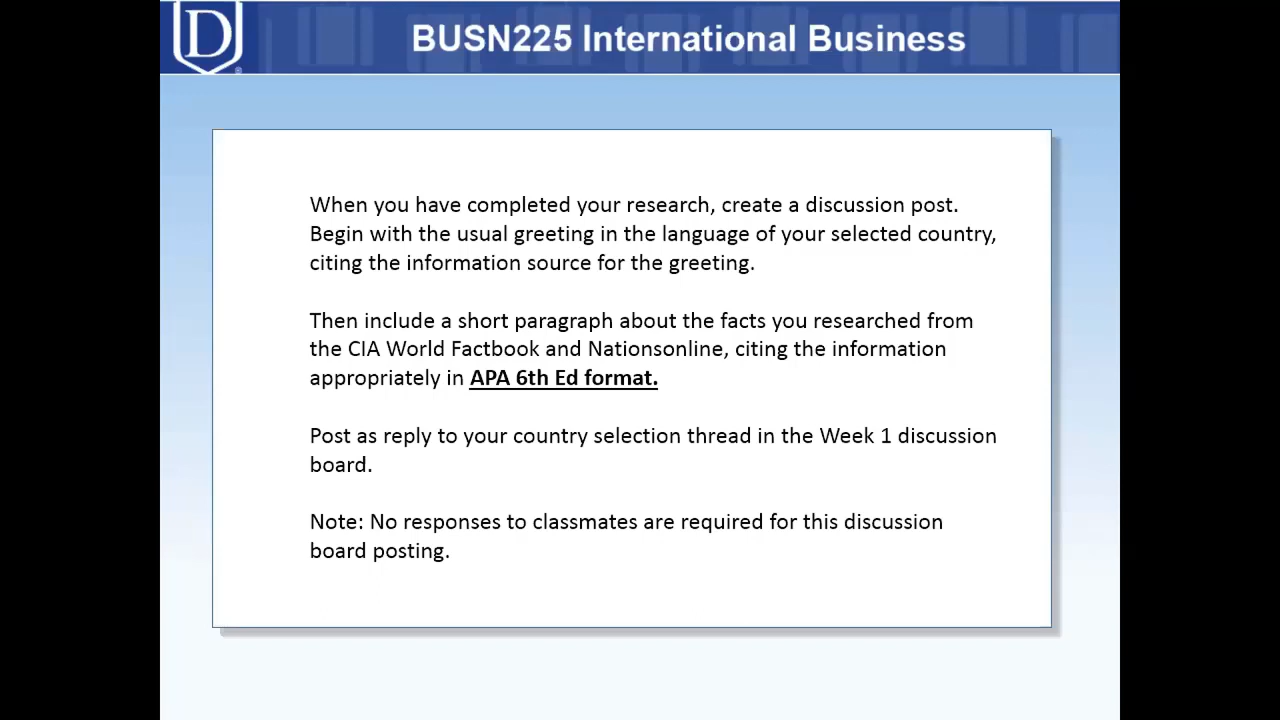 D
BUSN225 International Business
When you have completed your research, create a discussion post.
Begin with the usual greeting in the language of your selected country,
citing the information source for the greeting.
Then include a short paragraph about the facts you researched from
the CIA World Factbook and Nationsonline, citing the information
appropriately in APA 6th Ed format.
Post as reply to your country selection thread in the Week 1 discussion
board.
Note: No responses to classmates are required for this discussion
board posting.